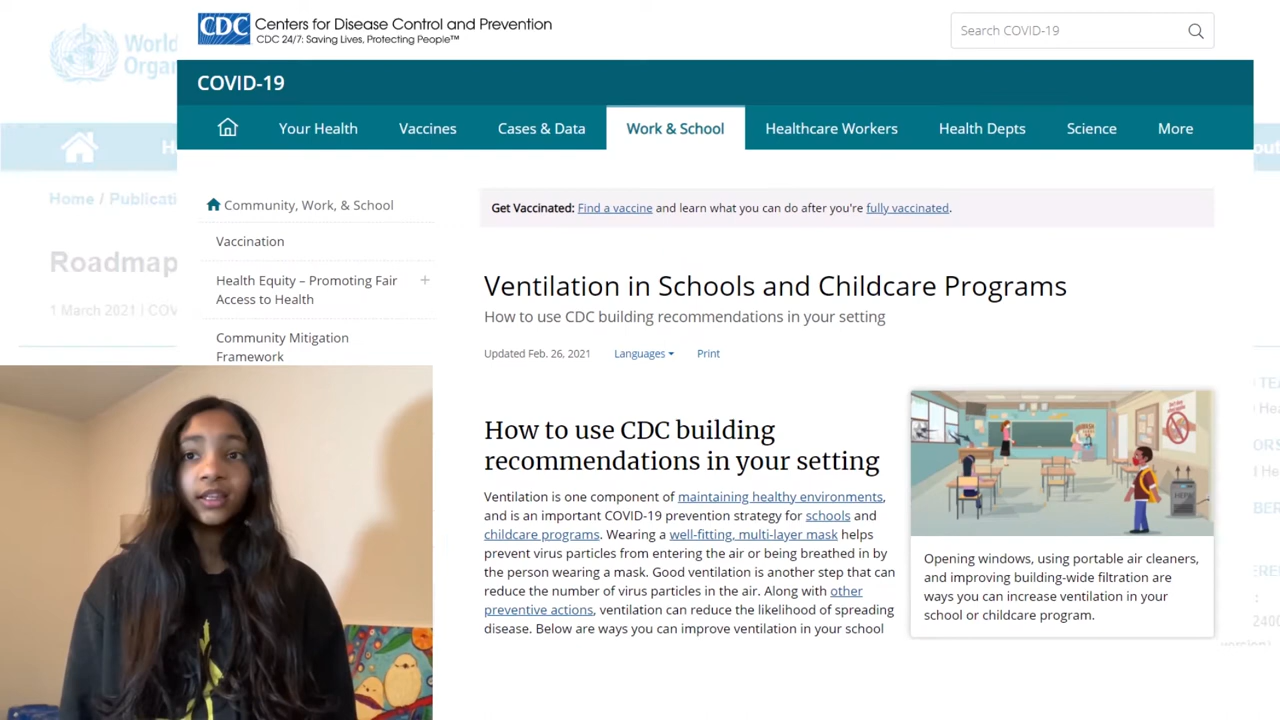 World
Organ
Home / Publicati
Roadmap
1 March 2021 | COV
CDC Centers for Disease Control and Prevention
CDC 24/7: Saving Lives, Protecting People™
Search COVID-19
COVID-19
Your Health Vaccines Cases & Data Work & School Healthcare Workers Health Depts Science More
Community, Work, & School
Vaccination
Health Equity – Promoting Fair
Access to Health
Community Mitigation
Framework
Get Vaccinated: Find a vaccine and learn what you can do after you're fully vaccinated.
Ventilation in Schools and Childcare Programs
How to use CDC building recommendations in your setting
Updated Feb. 26, 2021 Languages Print
How to use CDC building
recommendations in your setting
Ventilation is one component of maintaining healthy environments,
and is an important COVID-19 prevention strategy for schools and
childcare programs. Wearing a well-fitting, multi-layer mask helps
prevent virus particles from entering the air or being breathed in by
the person wearing a mask. Good ventilation is another step that can
reduce the number of virus particles in the air. Along with other
preventive actions, ventilation can reduce the likelihood of spreading
disease. Below are ways you can improve ventilation in your school
HEPA
Opening windows, using portable air cleaners,
and improving building-wide filtration are
ways you can increase ventilation in your
school or childcare program.